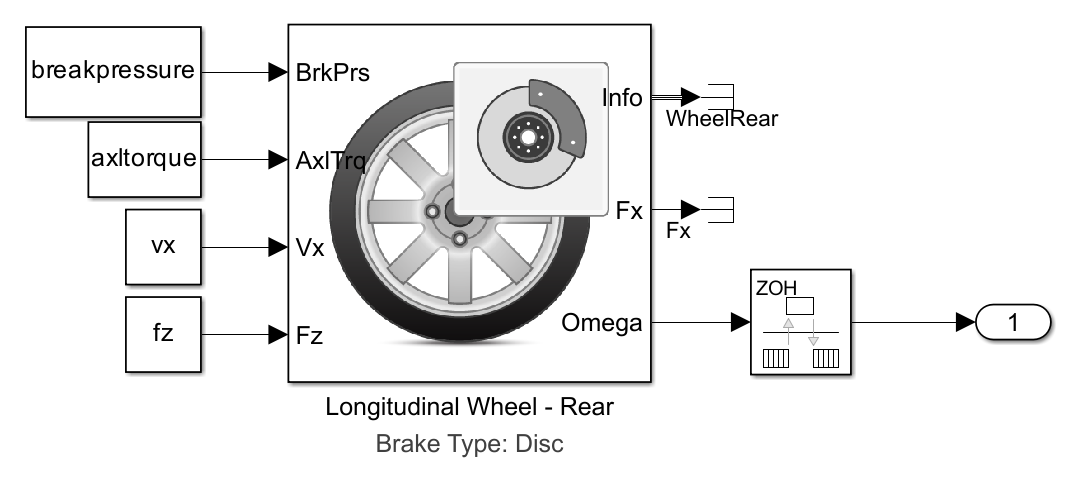 breakpressure
BrkPrs
Info
WheelRear
axltorque
AxlTrq
Fx
Fx
vx
Vx
ZOH
fz
Fz
Omega
1
Longitudinal Wheel - Rear
Brake Type: Disc